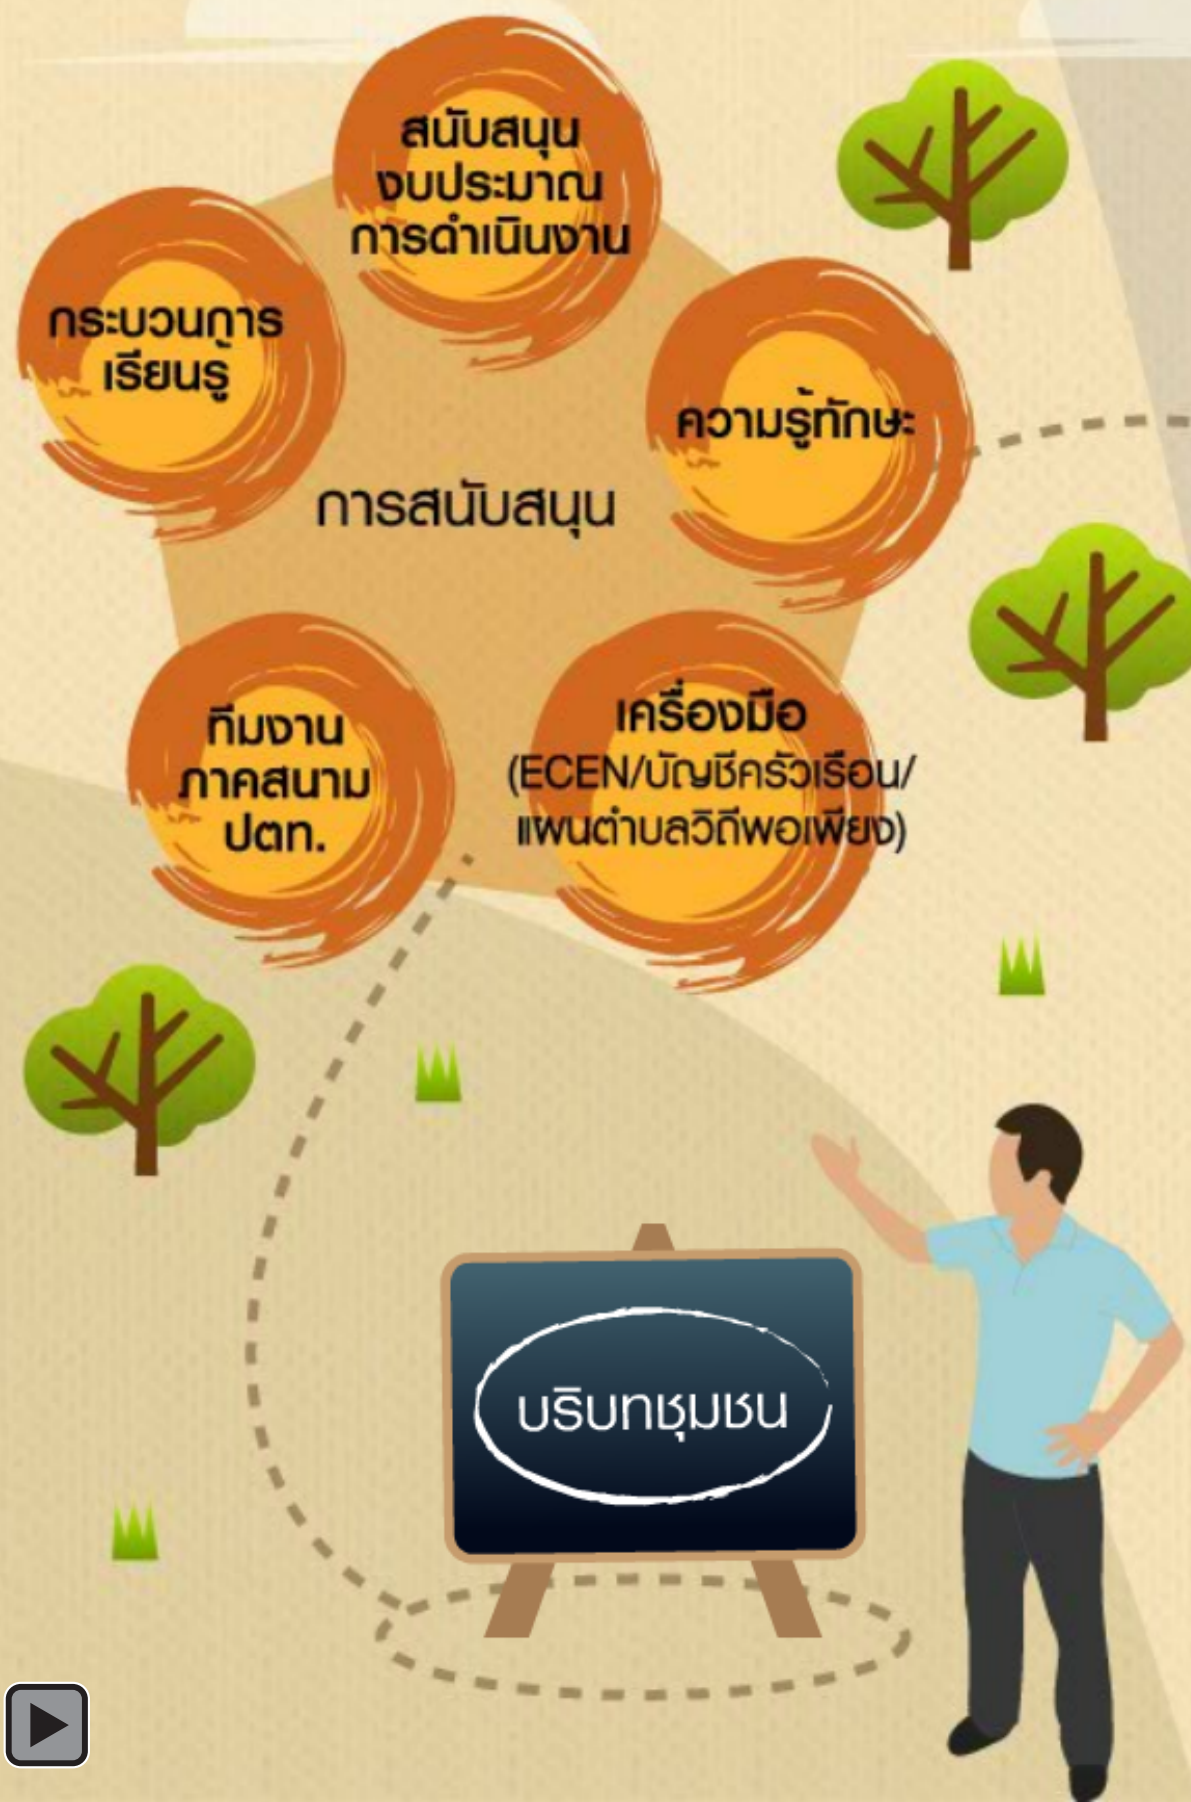 สนับสนุน
งบประมาณ
การดำเนินงาน
กระบวนการ
เรียนรู้
ความรู้ทักษะ
การสนับสนุน
ทีมงาน
ภาคสนาม
ปตท.
เครื่องมือ
(ECEN/บัญชีครัวเรือน/
แผนตำบลวิถีพอเพียง)
บริบทชุมชน